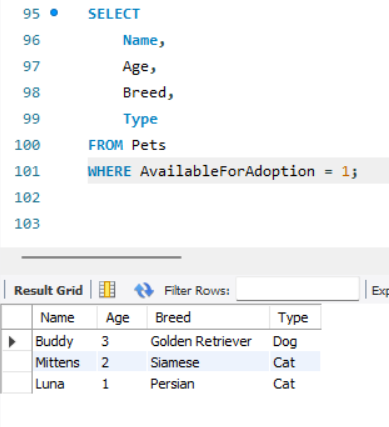 95 SELECT
96 Name,
97 Age,
98 Breed,
99 Type
100 FROM Pets
101 WHERE AvailableForAdoption = 1;
102
103
Result Grid Filter Rows: Exp
Name Age Breed Type
Buddy 3 Golden Retriever Dog
Mittens 2 Siamese Cat
Luna 1 Persian Cat